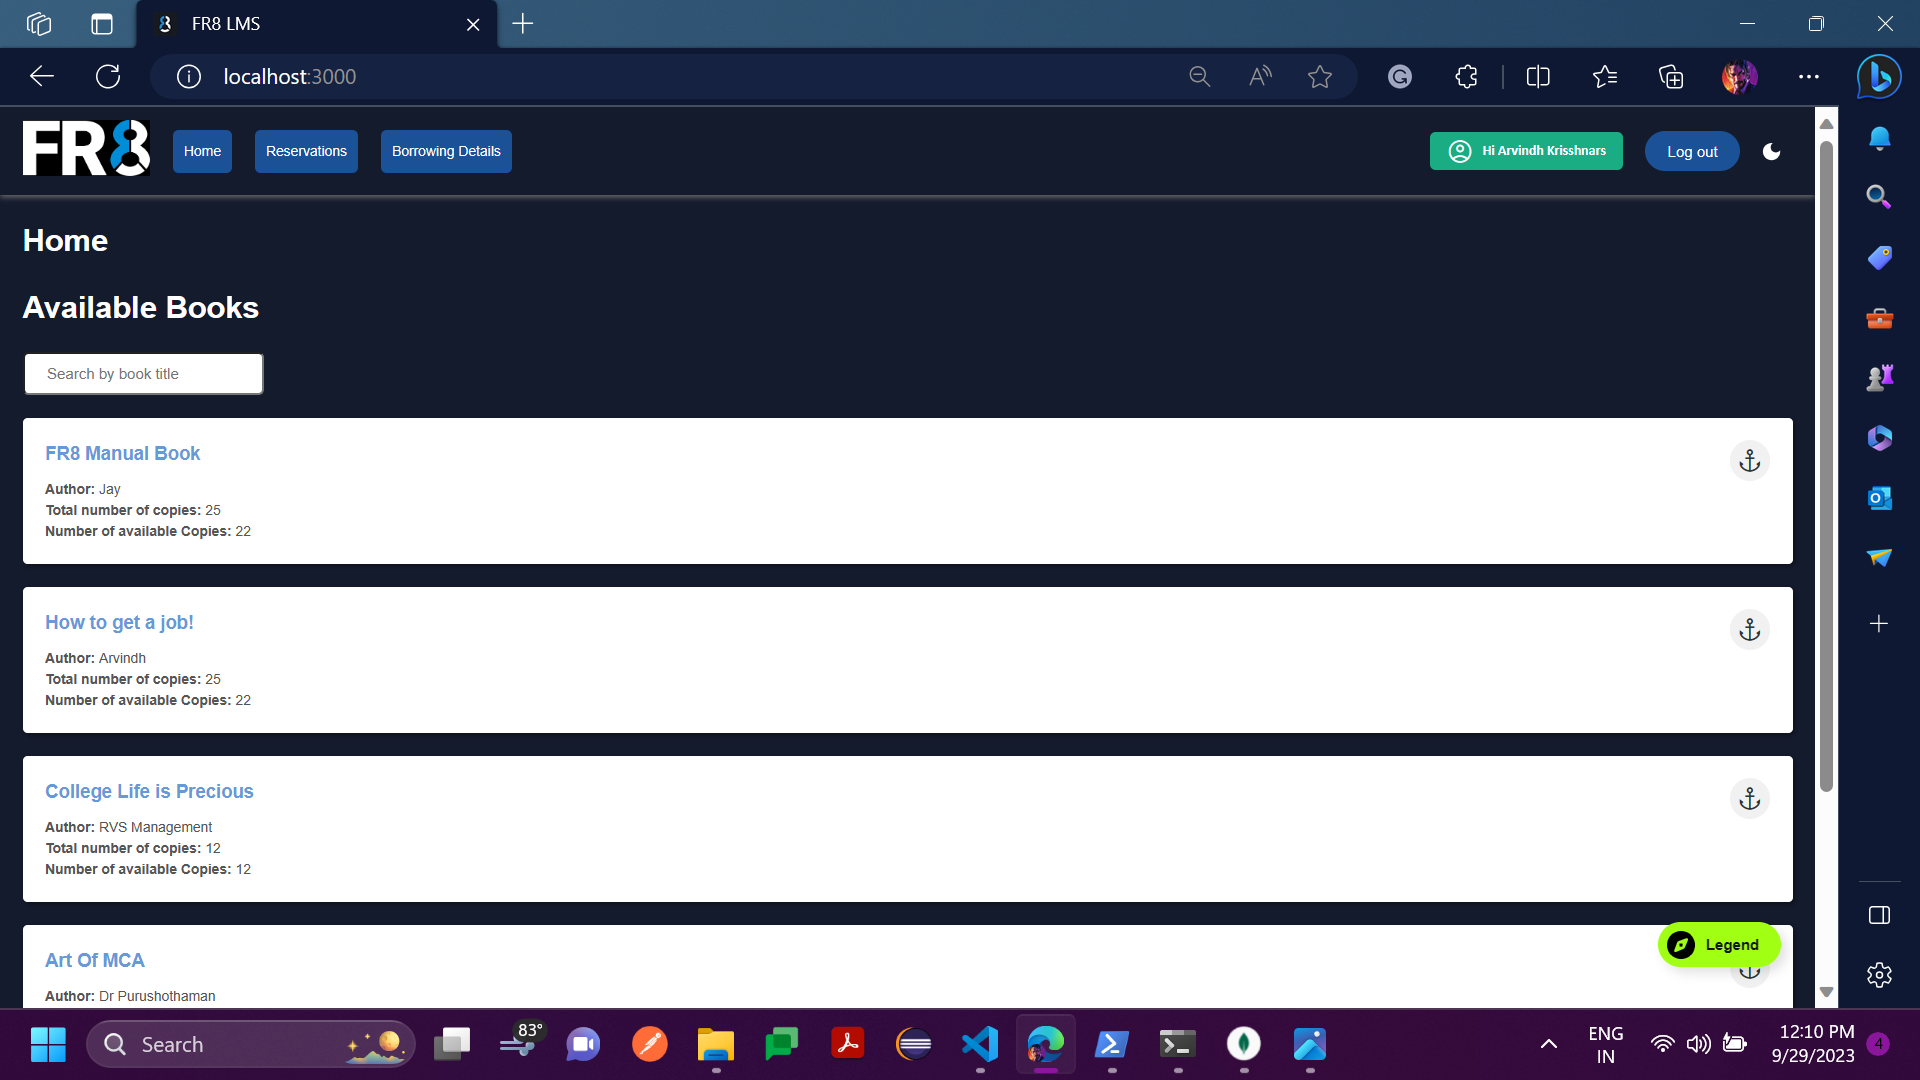 FR8 LMS
localhost:3000
FR8
Home
Reservations
Borrowing Details
Hi Arvindh Krisshnars
Log out
Home
Available Books
Search by book title
FR8 Manual Book
Author: Jay
Total number of copies: 25
Number of available Copies: 22
How to get a job!
Author: Arvindh
Total number of copies: 25
Number of available Copies: 22
College Life is Precious
Author: RVS Management
Total number of copies: 12
Number of available Copies: 12
Art Of MCA
Author: Dr Purushothaman
Legend
Search
83°
ENG
IN
12:10 PM
9/29/2023
4